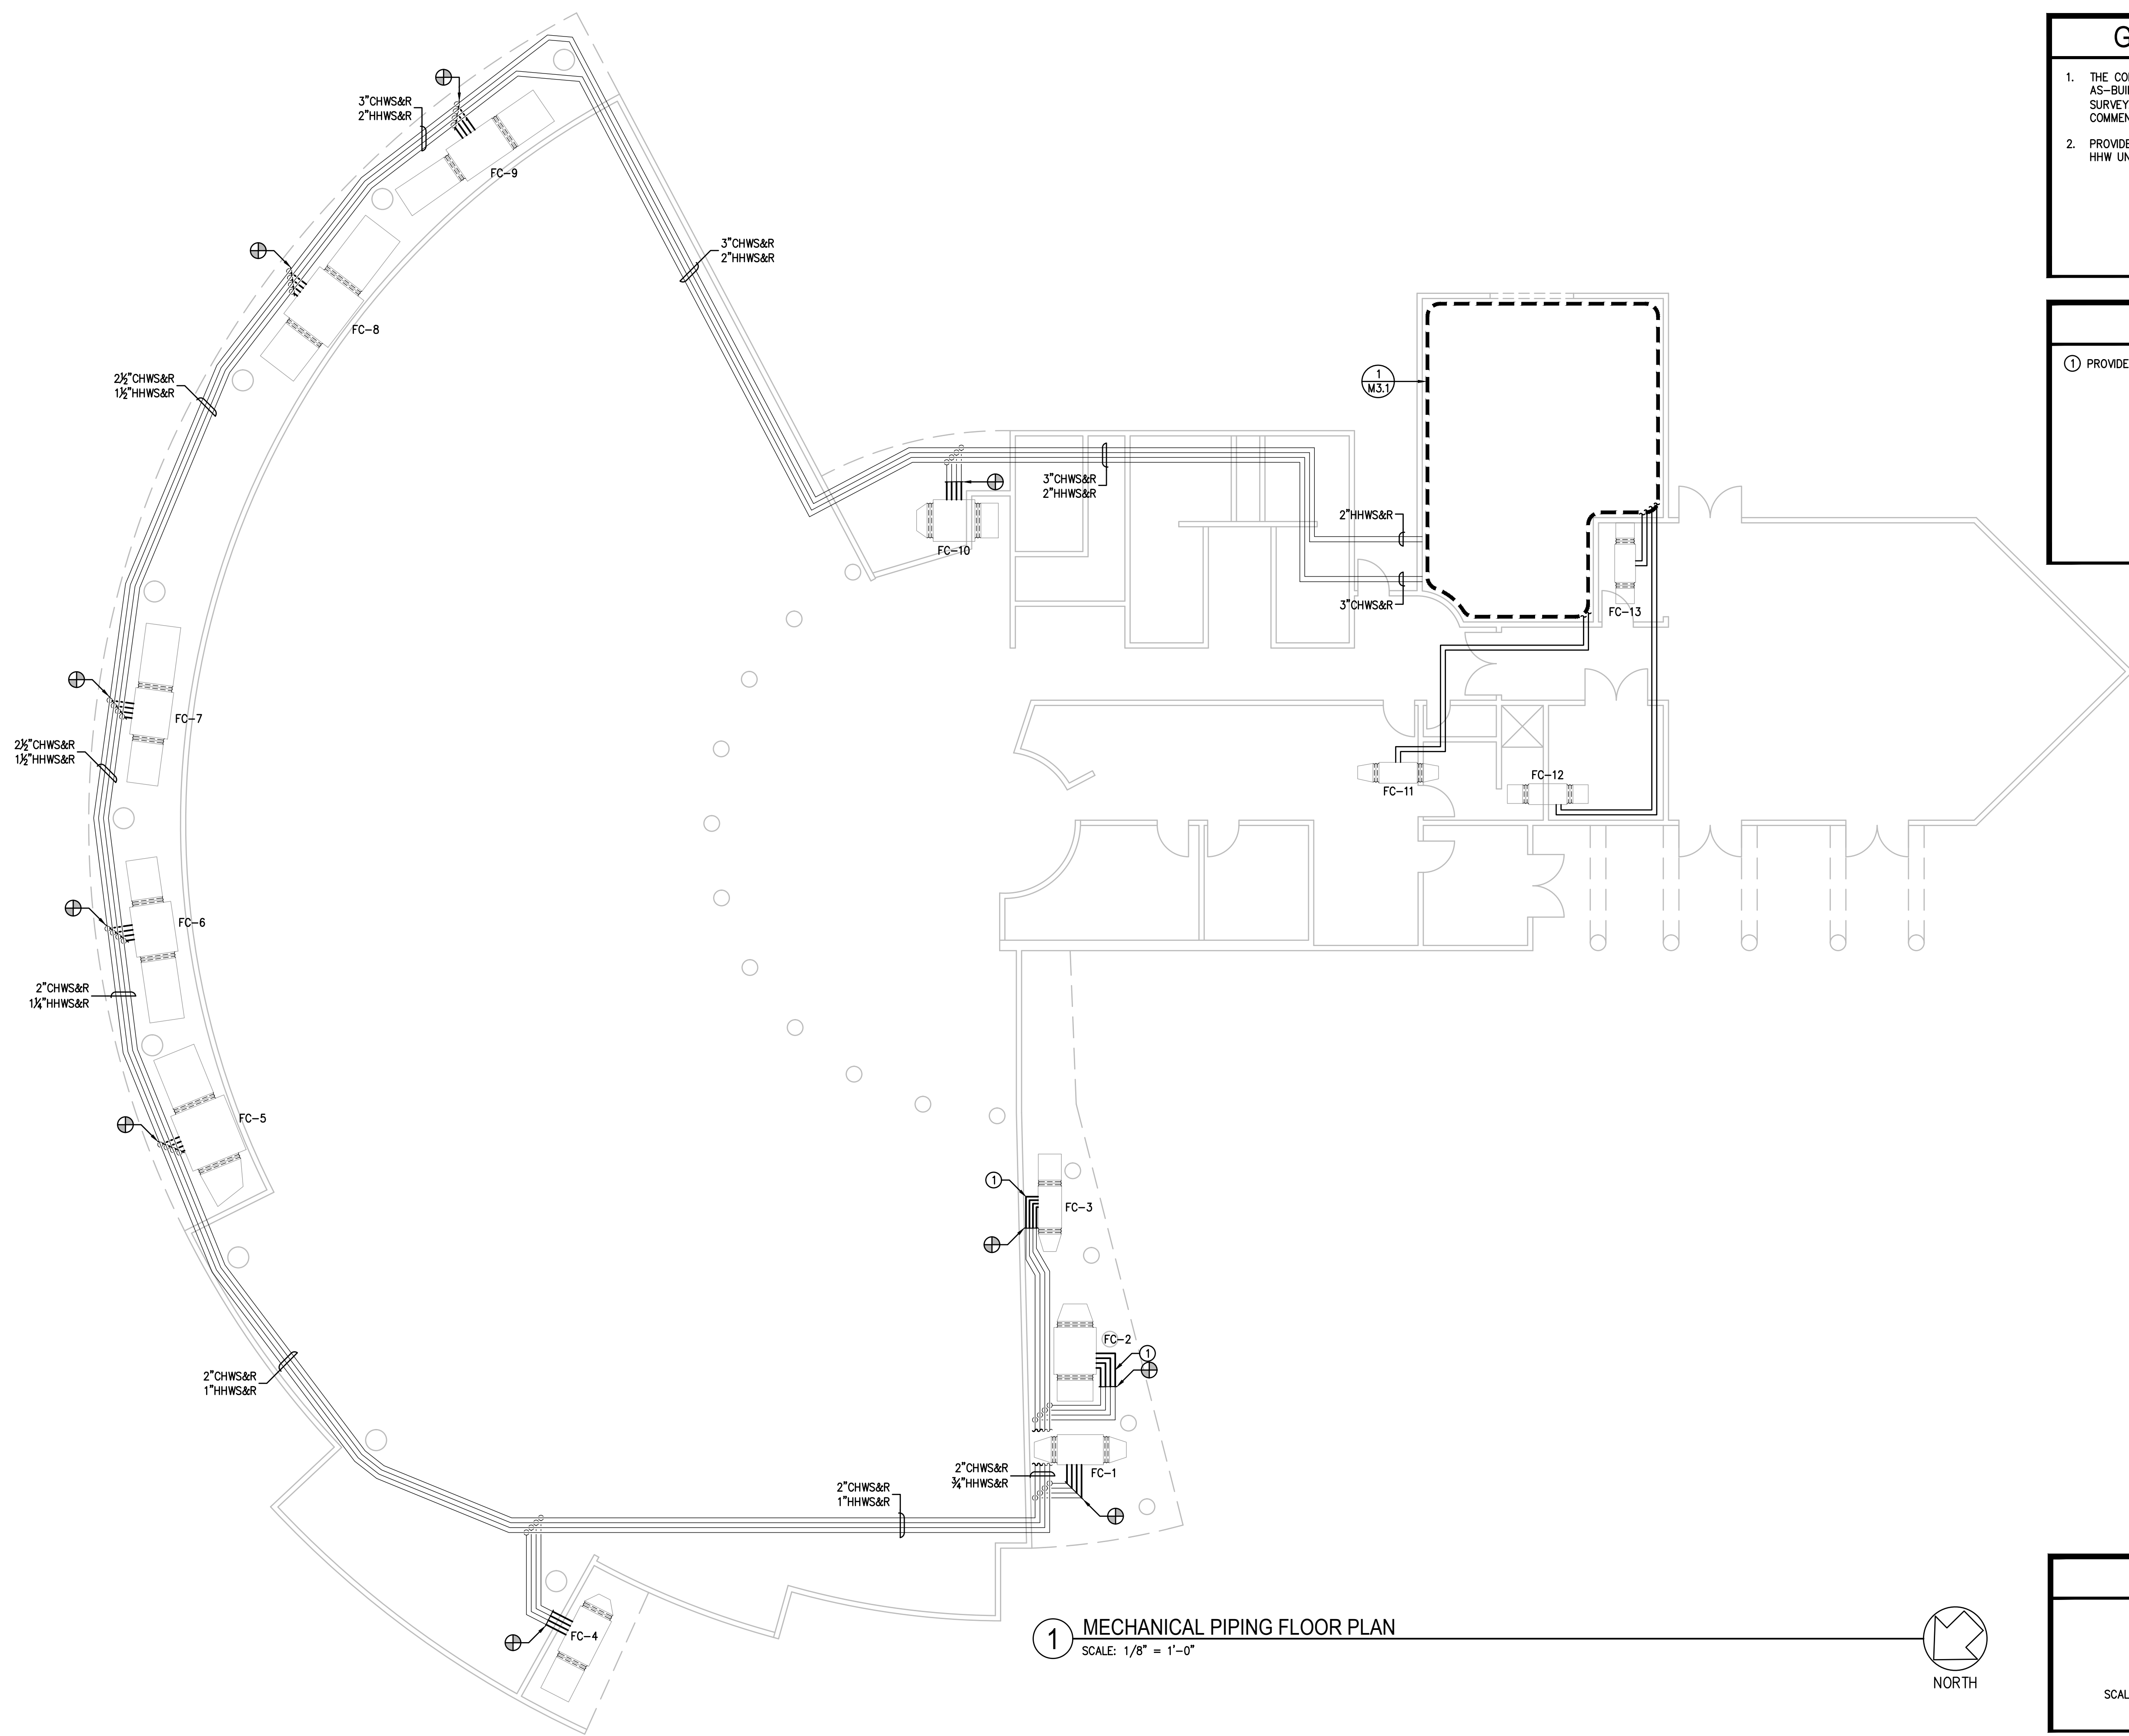 3"CHWS&R
2"HHWS&R
FC-9
3"CHWS&R
2"HHWS&R
FC-8
2½"CHWS&R
1½"HHWS&R
FC-7
2½"CHWS&R
1½"HHWS&R
FC-6
2"CHWS&R
1¼"HHWS&R
FC-5
2"CHWS&R
1"HHWS&R
FC-4
2"CHWS&R
1"HHWS&R
2"CHWS&R
¾"HHWS&R
FC-1
FC-2
1
1
FC-3
FC-10
3"CHWS&R
2"HHWS&R
2"HHWS&R
3"CHWS&R
1
M3.1
FC-13
FC-12
FC-11
1 MECHANICAL PIPING FLOOR PLAN
SCALE: 1/8" = 1'-0"
NORTH
G
1. THE
AS-BUI
SURVEY
COMMEN
2. PROVIDE
HHW
1 PROVIDE
SCAL